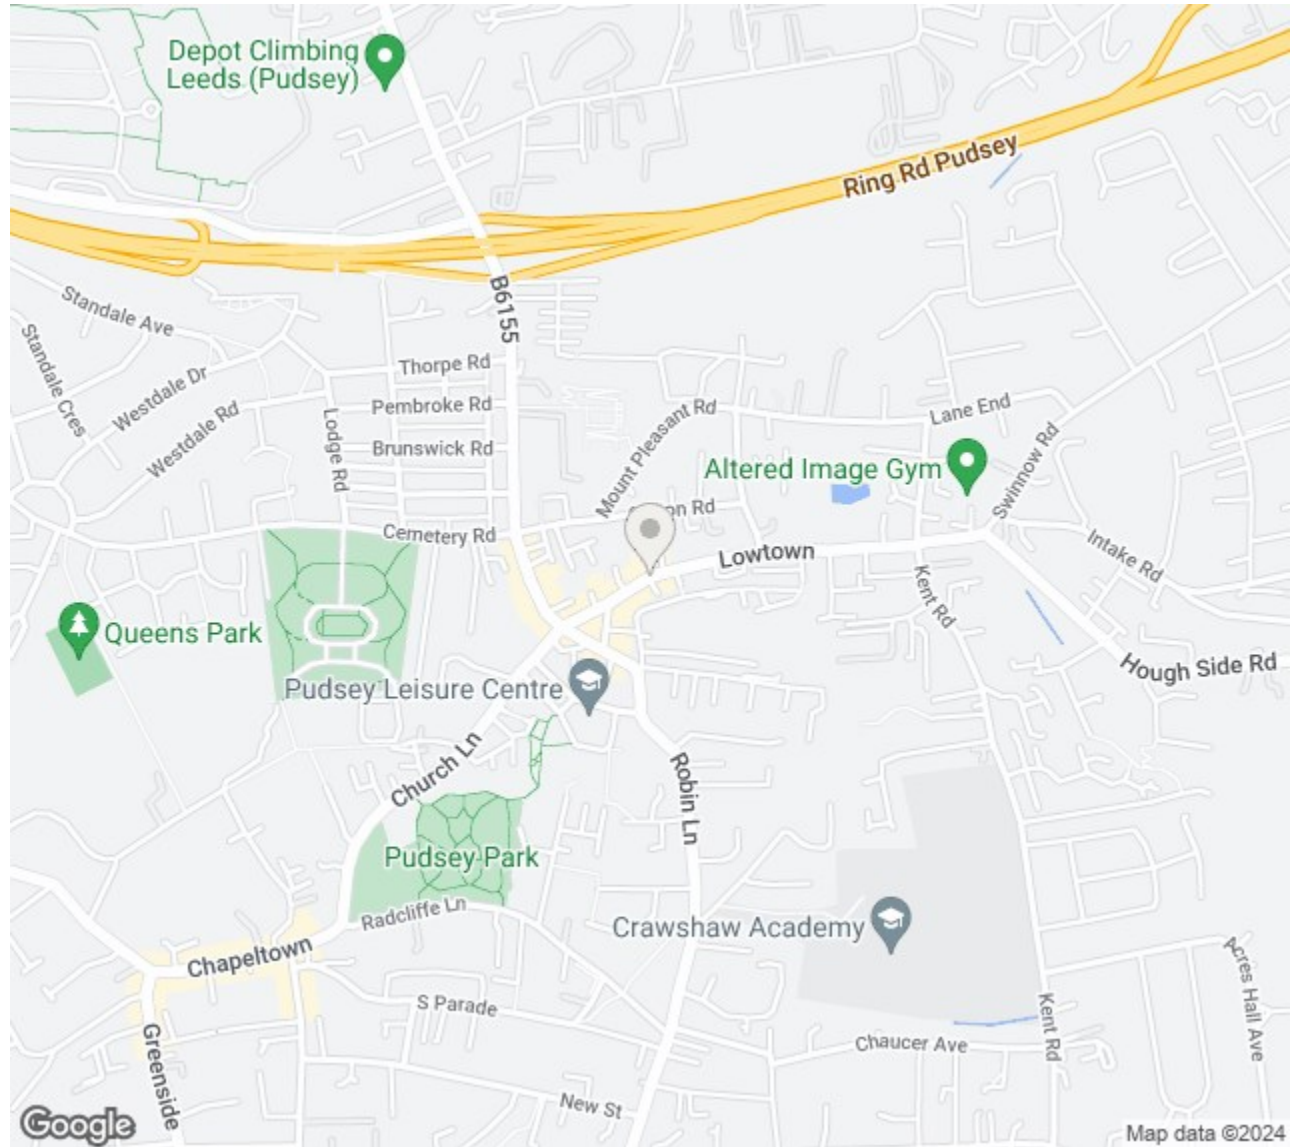 Depot Climbing
Leeds (Pudsey)
Ring Rd Pudsey
B6155
Standale Ave
Standale Cres
Westdale Dr
Westdale Rd
Lodge Rd
Thorpe Rd
Pembroke Rd
Brunswick Rd
Mount Pleasant Rd
Lane End
Altered Image Gym
Swinnow Rd
Rd
Cemetery Rd
Lowtown
Intake Rd
Kent Rd
Queens Park
Hough Side Rd
Pudsey Leisure Centre
Church Ln
Robin Ln
Pudsey Park
Radcliffe Ln
Crawshaw Academy
Chapeltown
S Parade
Acres Hall Ave
Kent Rd
Chaucer Ave
Greenside
New St
Google
Map data ©2024